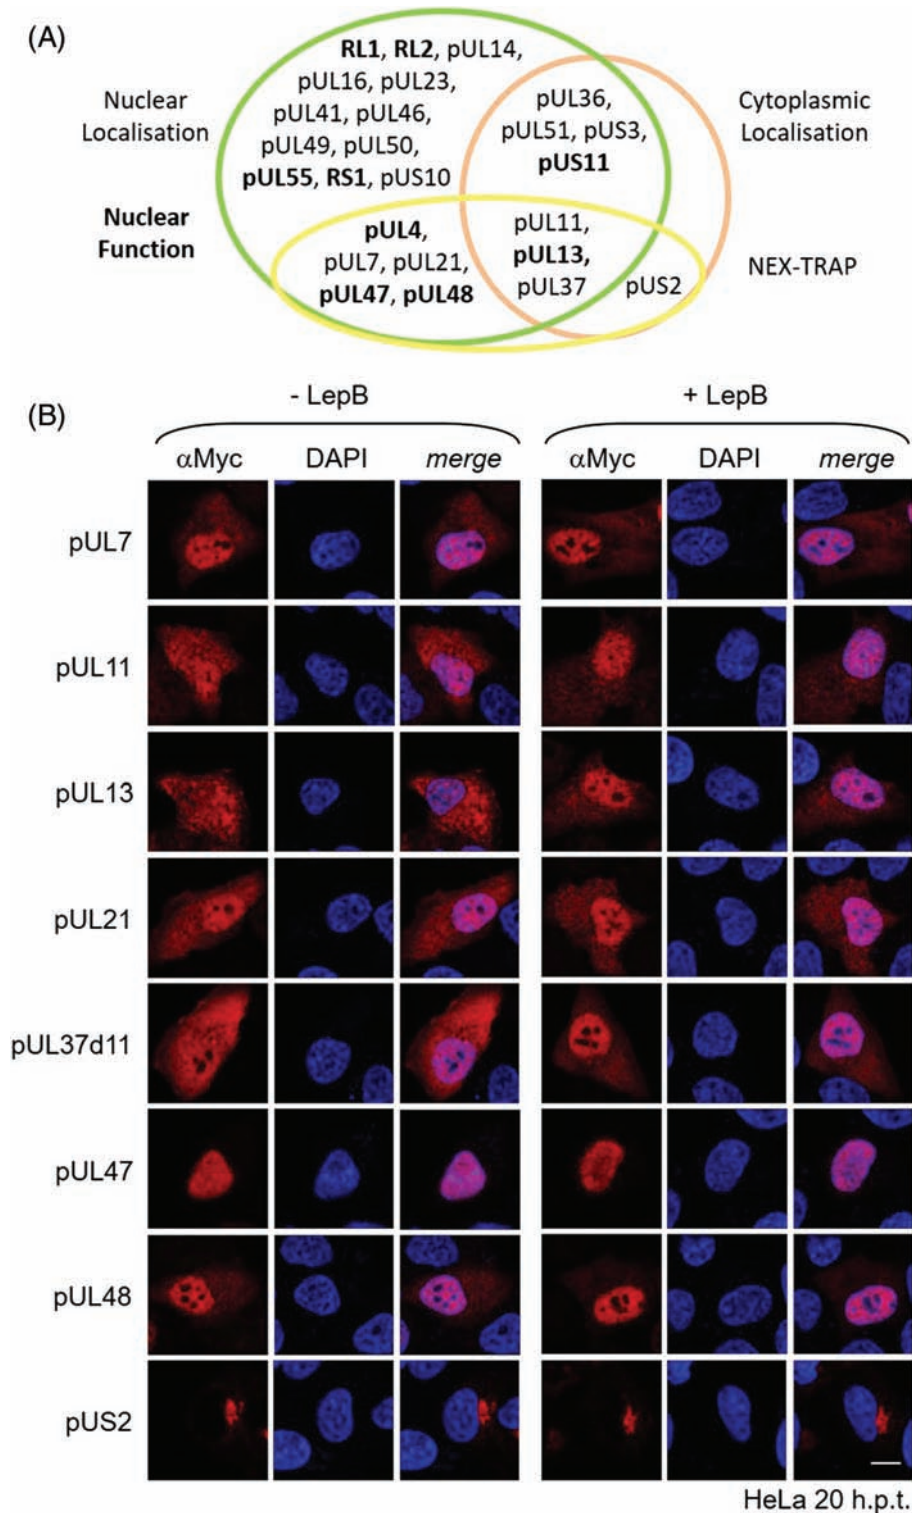 (A)
RL1, RL2, pUL14,
pUL16, pUL23,
pUL41, pUL46,
pUL49, pUL50,
pUL55, RS1, pUS10
Nuclear
Localisation
pUL36,
pUL51, pUS3,
pUS11
Cytoplasmic
Localisation
Nuclear
Function
pUL4,
pUL7, pUL21,
pUL47, pUL48
pUL11,
pUL13,
pUL37
pUS2
NEX-TRAP
(B)
- LepB
+ LepB
αMyc DAPI merge αMyc DAPI merge
pUL7
pUL11
pUL13
pUL21
pUL37d11
pUL47
pUL48
pUS2
HeLa 20 h.p.t.